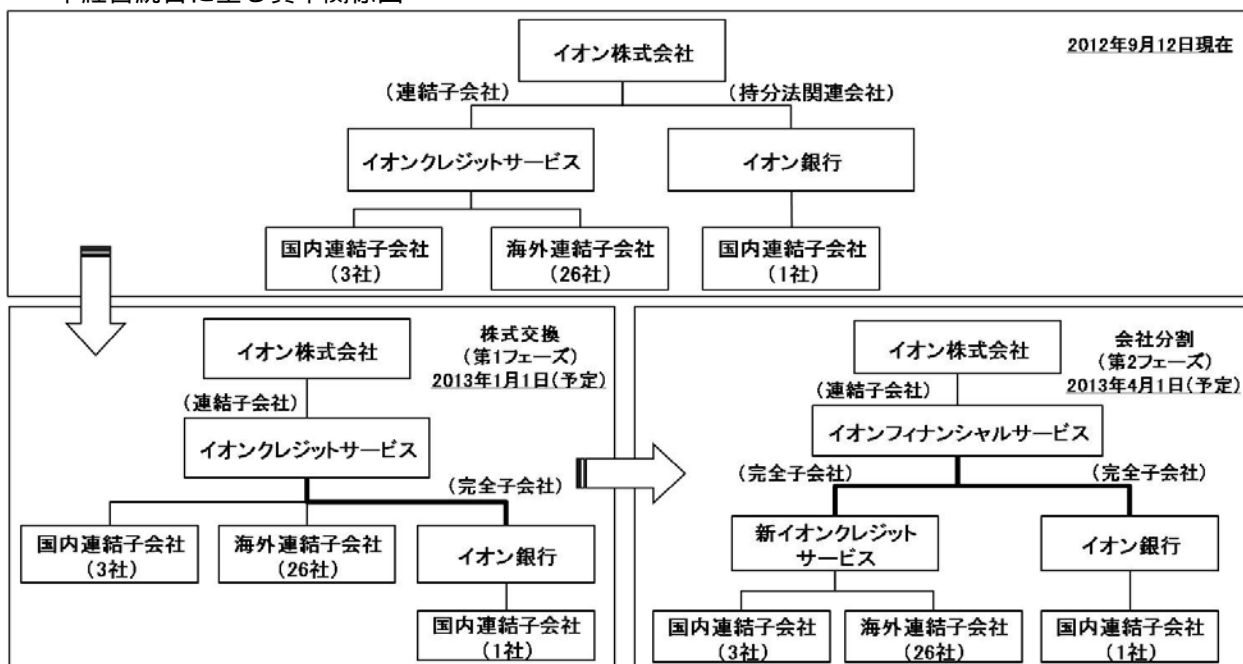 イオン株式会社
2012年9月12日現在
(連結子会社)
(持分法関連会社)
イオンクレジットサービス
イオン銀行
国内連結子会社
(3社)
海外連結子会社
(26社)
国内連結子会社
(1社)
株式交換
(第1フェーズ)
2013年1月1日(予定)
イオン株式会社
(連結子会社)
イオンクレジットサービス
(完全子会社)
国内連結子会社
(3社)
海外連結子会社
(26社)
イオン銀行
国内連結子会社
(1社)
会社分割
(第2フェーズ)
2013年4月1日(予定)
イオン株式会社
(連結子会社)
イオンフィナンシャルサービス
(完全子会社)
(完全子会社)
新イオンクレジット
サービス
イオン銀行
国内連結子会社
(3社)
海外連結子会社
(26社)
国内連結子会社
(1社)